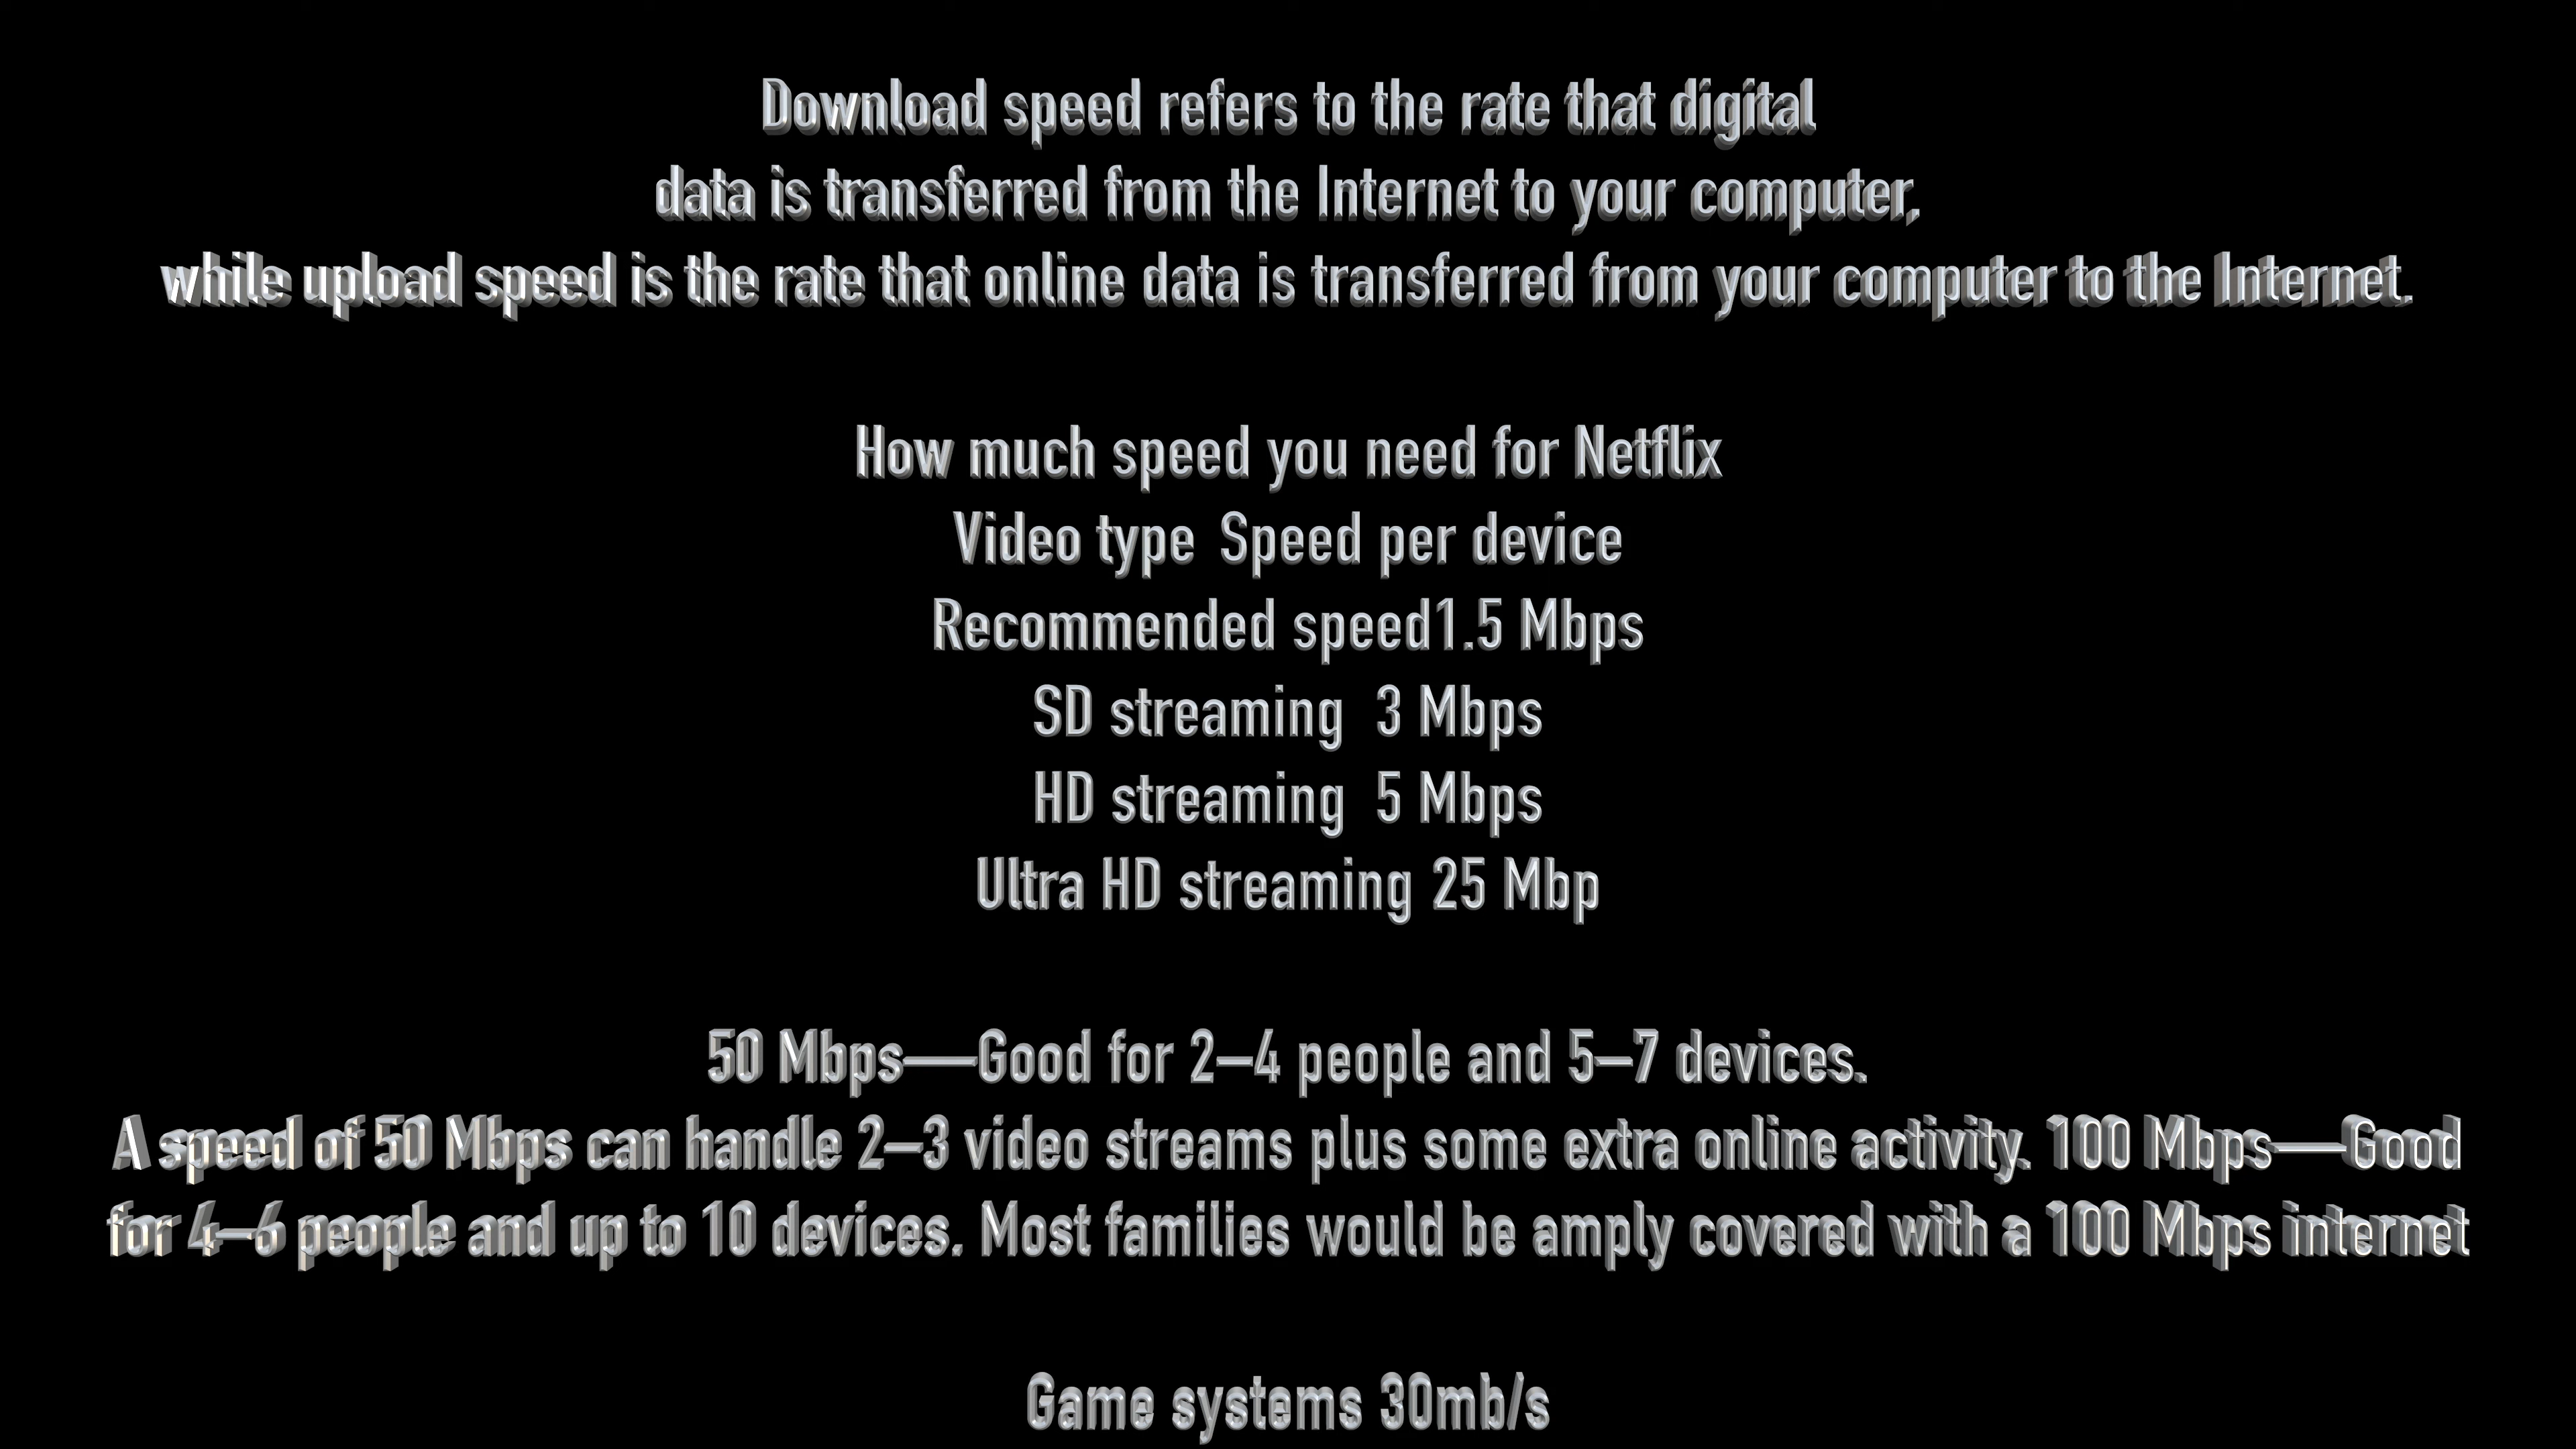 Download speed refers to the rate that digital
data is transferred from the Internet to your computer,
while upload speed is the rate that online data is transferred from your computer to the Internet.
How much speed you need for Netflix
Video type Speed per device
Recommended speed1.5 Mbps
SD streaming 3 Mbps
HD streaming 5 Mbps
Ultra HD streaming 25 Mbp
50 Mbps—Good for 2–4 people and 5–7 devices.
A speed of 50 Mbps can handle 2–3 video streams plus some extra online activity. 100 Mbps—Good
for 4–6 people and up to 10 devices. Most families would be amply covered with a 100 Mbps internet
Game systems 30mb/s